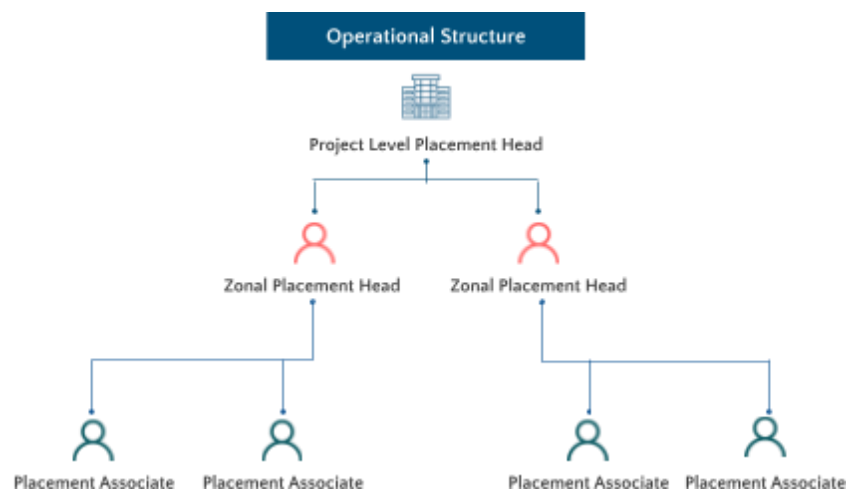 Operational Structure
Project Level Placement Head
Zonal Placement Head
Zonal Placement Head
Placement Associate
Placement Associate
Placement Associate
Placement Associate